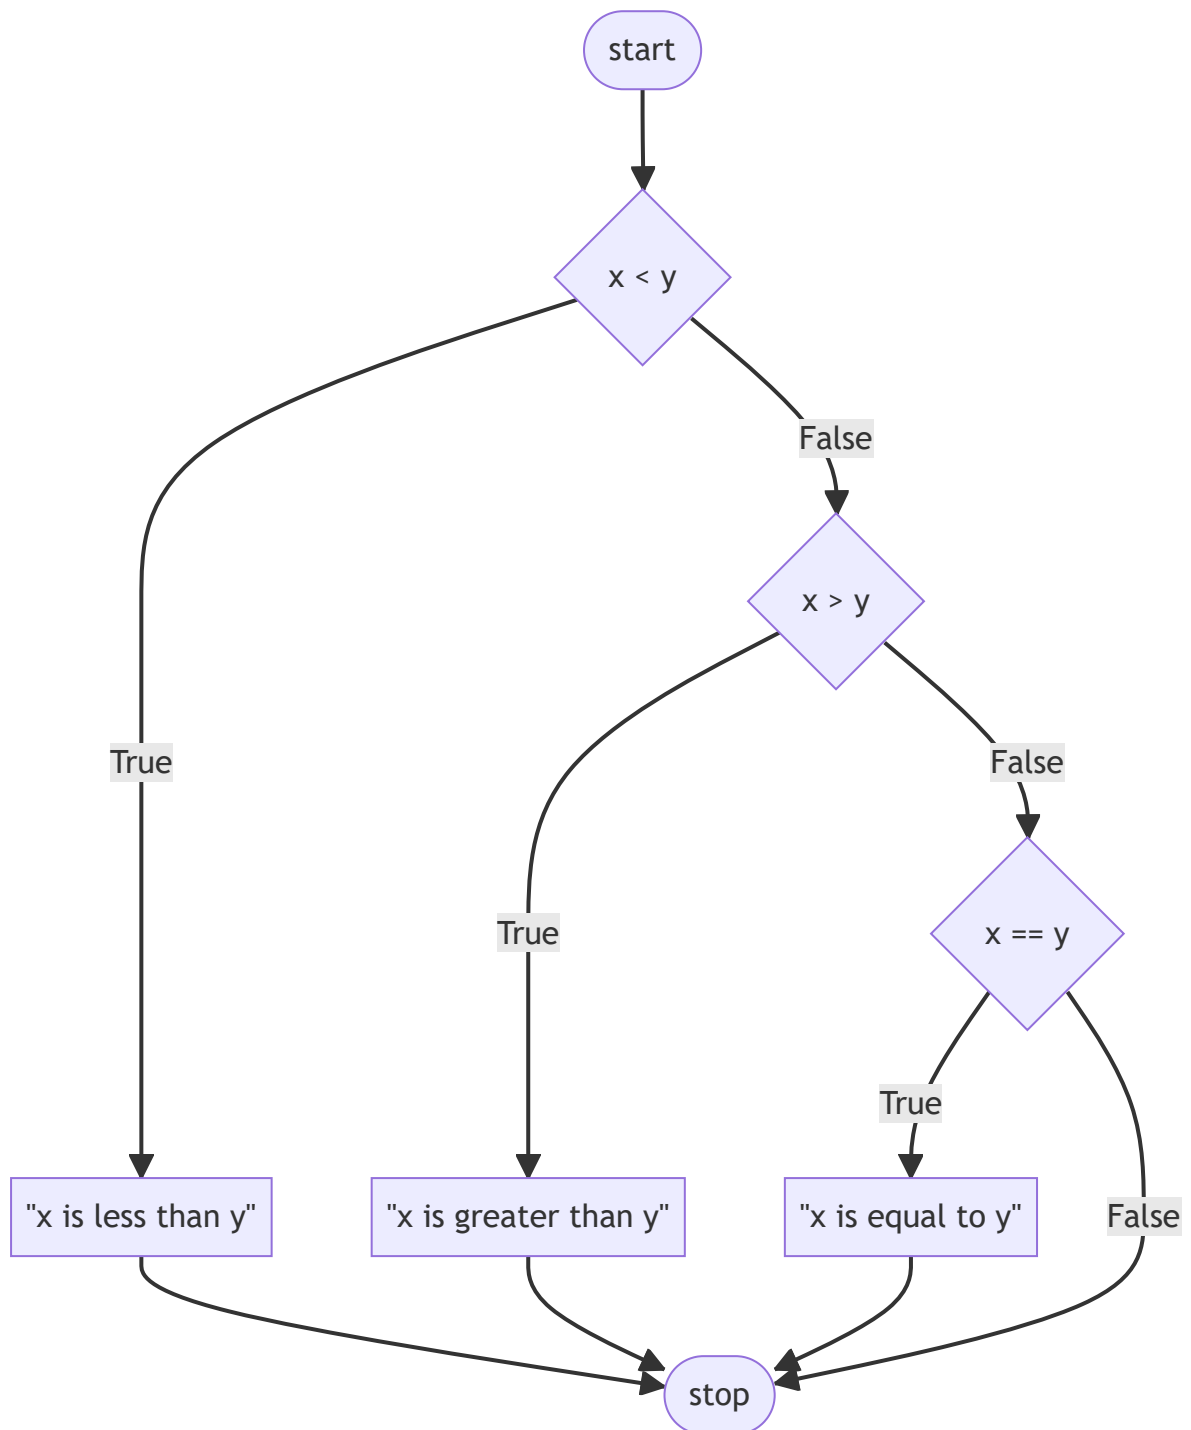 start
x < y
False
x > y
True
False
True
x == y
True
"x is less than y"
"x is greater than y"
"x is equal to y"
False
stop